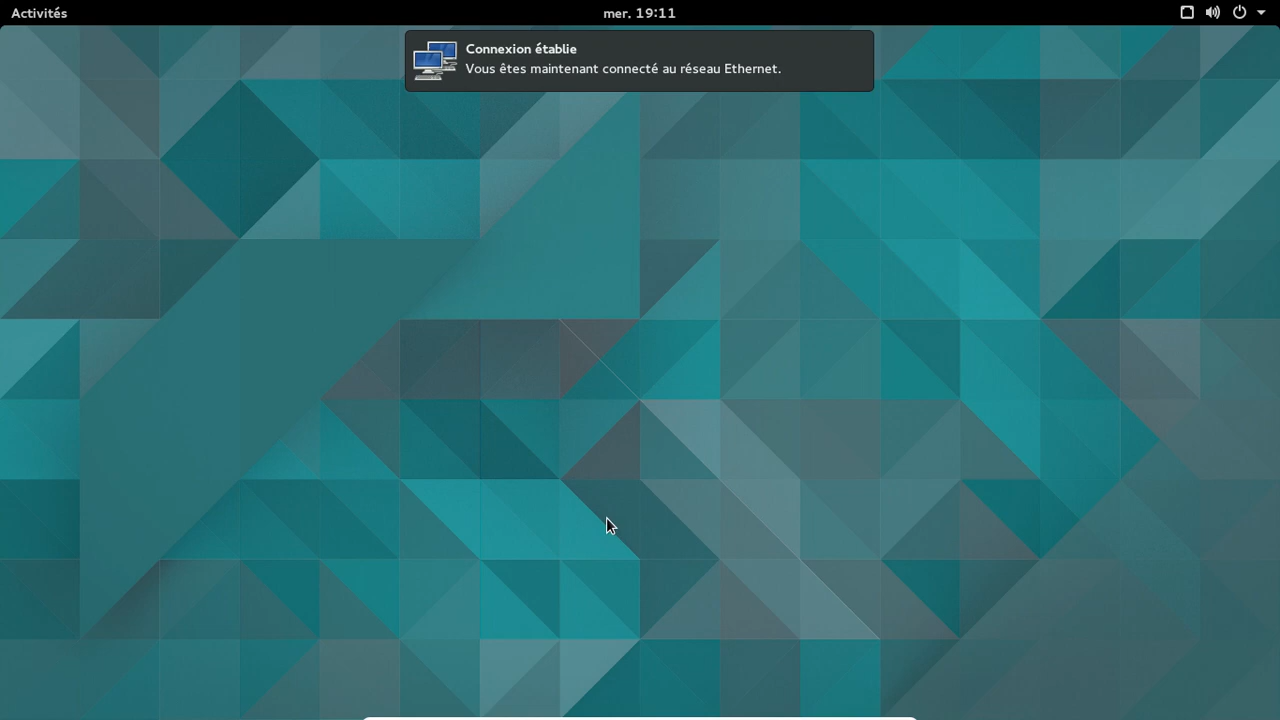 Activités
mer. 19:11
Connexion établie
Vous êtes maintenant connecté au réseau Ethernet.